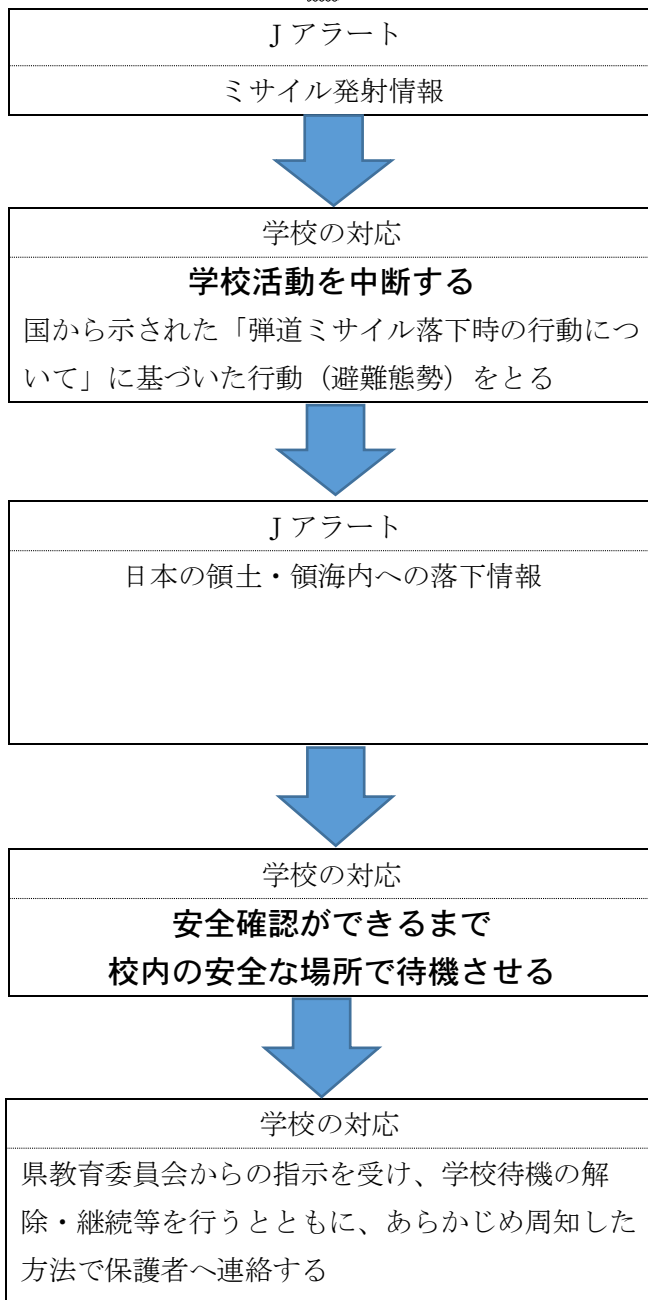 Jアラート
ミサイル発射情報
学校の対応
学校活動を中断する
国から示された「弾道ミサイル落下時の行動につ
いて」に基づいた行動（避難態勢）をとる
Jアラート
日本の領土・領海内への落下情報
学校の対応
安全確認ができるまで
校内の安全な場所で待機させる
学校の対応
県教育委員会からの指示を受け、学校待機の解
除・継続等を行うとともに、あらかじめ周知した
方法で保護者へ連絡する